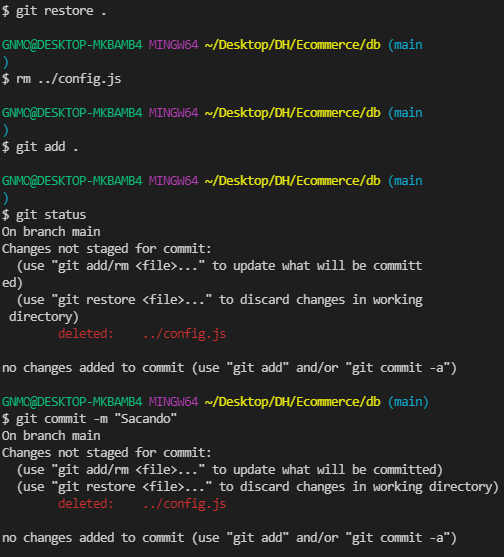 $ git restore .
GNMC@DESKTOP-MKBAMB4 MINGW64 ~/Desktop/DH/Ecommerce/db (main
)
$ rm ../config.js
GNMC@DESKTOP-MKBAMB4 MINGW64 ~/Desktop/DH/Ecommerce/db (main
)
$ git add .
GNMC@DESKTOP-MKBAMB4 MINGW64 ~/Desktop/DH/Ecommerce/db (main
)
$ git status
On branch main
Changes not staged for commit:
  (use "git add/rm <file>..." to update what will be committ
ed)
  (use "git restore <file>..." to discard changes in working
 directory)
        deleted:    ../config.js
no changes added to commit (use "git add" and/or "git commit -a")
GNMC@DESKTOP-MKBAMB4 MINGW64 ~/Desktop/DH/Ecommerce/db (main)
$ git commit -m "Sacando"
On branch main
Changes not staged for commit:
  (use "git add/rm <file>..." to update what will be committed)
  (use "git restore <file>..." to discard changes in working directory)
        deleted:    ../config.js
no changes added to commit (use "git add" and/or "git commit -a")